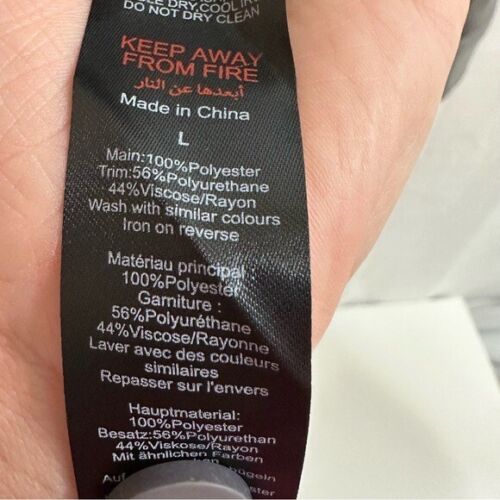 DRY,COOL IRON
DO NOT DRY CLEAN
KEEP AWAY
FROM FIRE
أبعدها عن النار
Made in China
L
Main:100%Polyester
Trim:56%Polyurethane
44%Viscose/Rayon
Wash with similar colours
Iron on reverse
Matériau principal
100%Polyester
Garniture :
56%Polyuréthane
44%Viscose/Rayonne
Laver avec des couleurs
similaires
Repasser sur l'envers
Hauptmaterial:
100%Polyester
Besatz:56%Polyurethan
44%Viskose/Rayon
Mit ähnlichen Farben